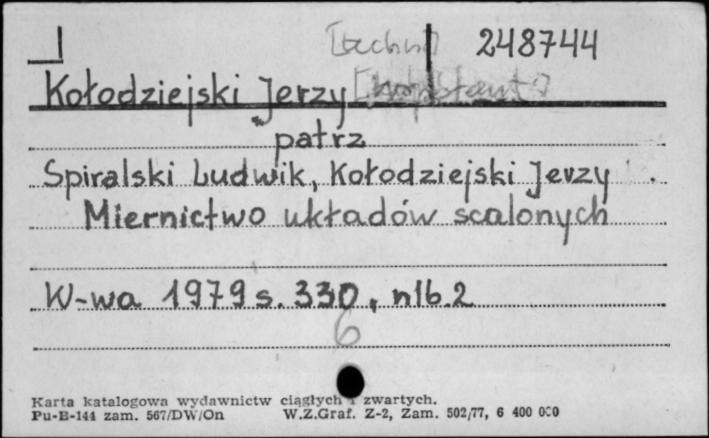 [techn] 248744
Kołodziejski Jerzy
patrz
Spiralski Ludwik, Kołodziejski Jerzy
Miernictwo układów scalonych
W-wa 1979 s. 330, nlb. 2
6
Karta katalogowa wydawnictw ciągłych i zwartych.
Pu-B-144 zam. 567/DW/On W.Z.Graf. Z-2, Zam. 502/77, 6 400 000